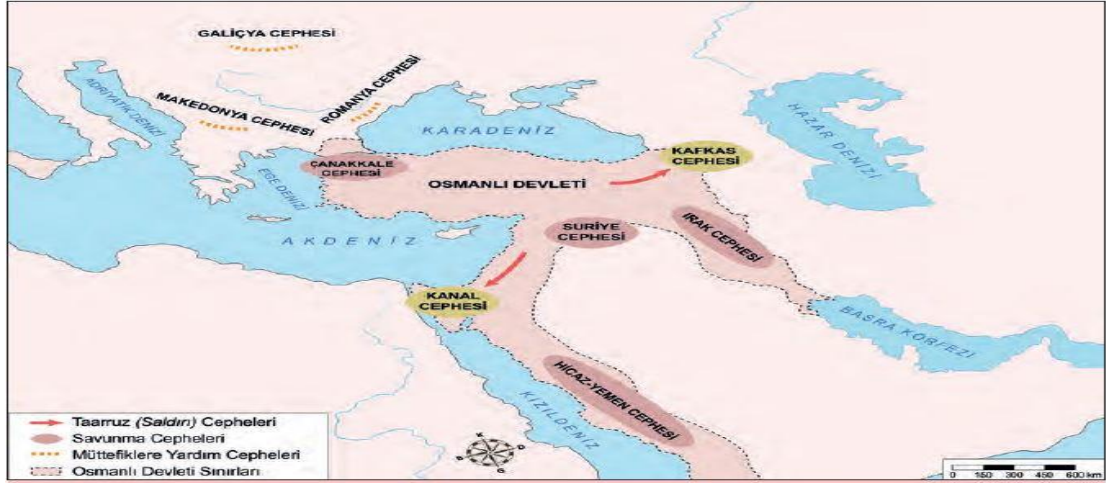 GALİÇYA CEPHESİ
ADRİYATİK DENİZİ
MAKEDONYA CEPHESİ
ROMANYA CEPHESİ
KARADENİZ
HAZAR DENİZİ
KAFKAS
CEPHESİ
ÇANAKKALE
CEPHESİ
EGE DENİZİ
OSMANLI DEVLETİ
AKDENİZ
SURİYE
CEPHESİ
IRAK CEPHESİ
KANAL
CEPHESİ
BASRA KÖRFEZİ
KIZILDENİZ
HİCAZ-YEMEN CEPHESİ
Taarruz (Saldırı) Cepheleri
Savunma Cepheleri
Müttefiklere Yardım Cepheleri
Osmanlı Devleti Sınırları
0 150 300 450 600 km